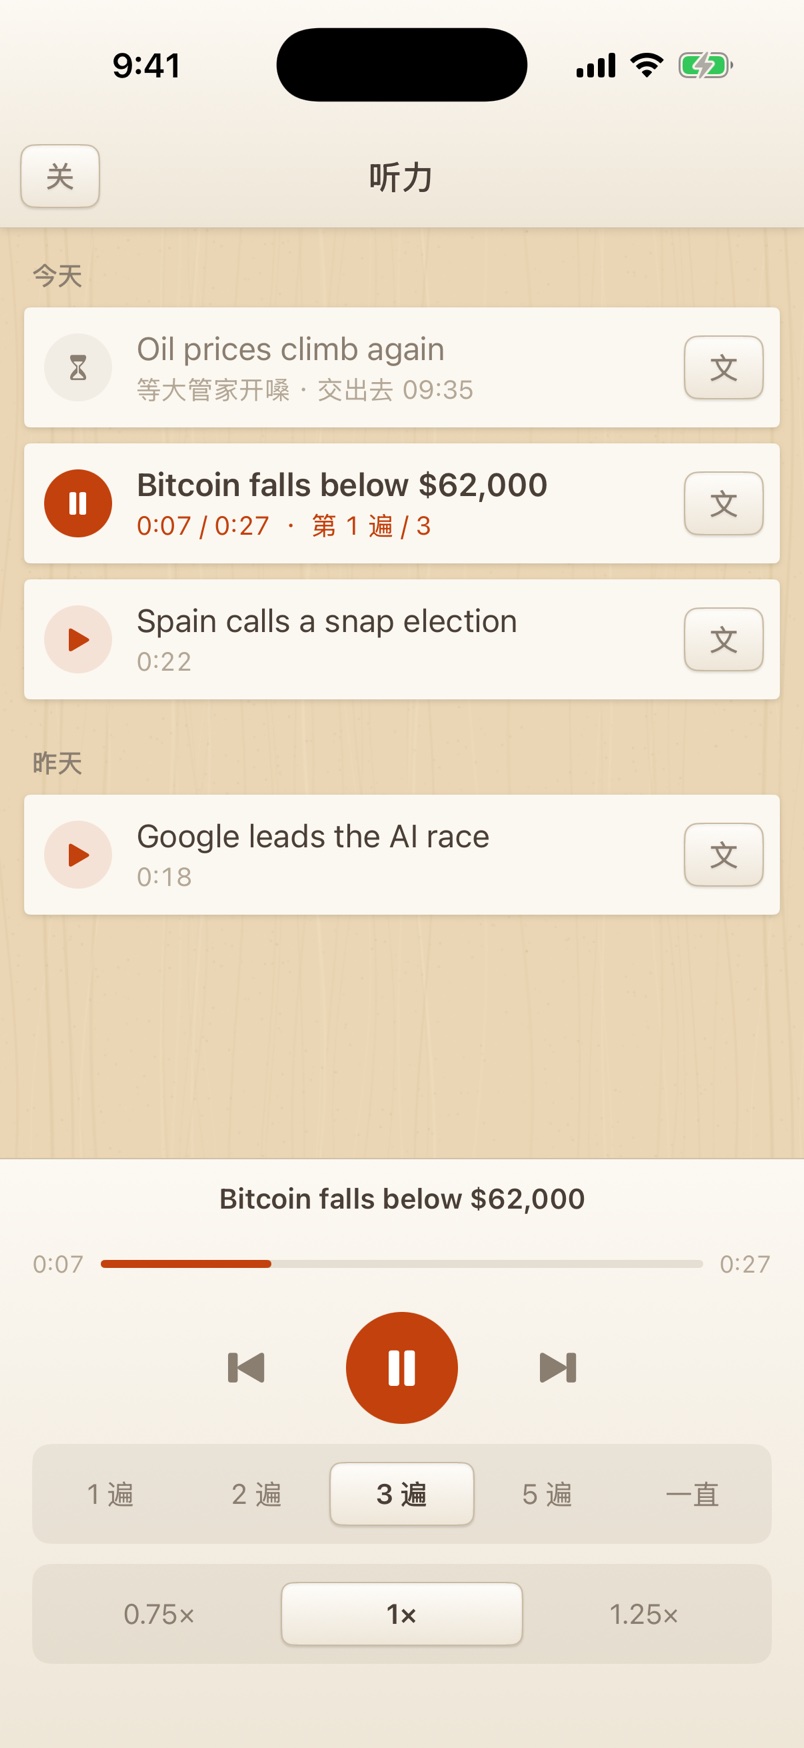 9:41
关
听力
今天
Oil prices climb again
等大管家开嗓 · 交出去 09:35
文
Bitcoin falls below $62,000
0:07 / 0:27 · 第 1 遍 / 3
文
Spain calls a snap election
0:22
文
昨天
Google leads the AI race
0:18
文
Bitcoin falls below $62,000
0:07
0:27
1 遍 2 遍 3 遍 5 遍 一直
0.75× 1× 1.25×